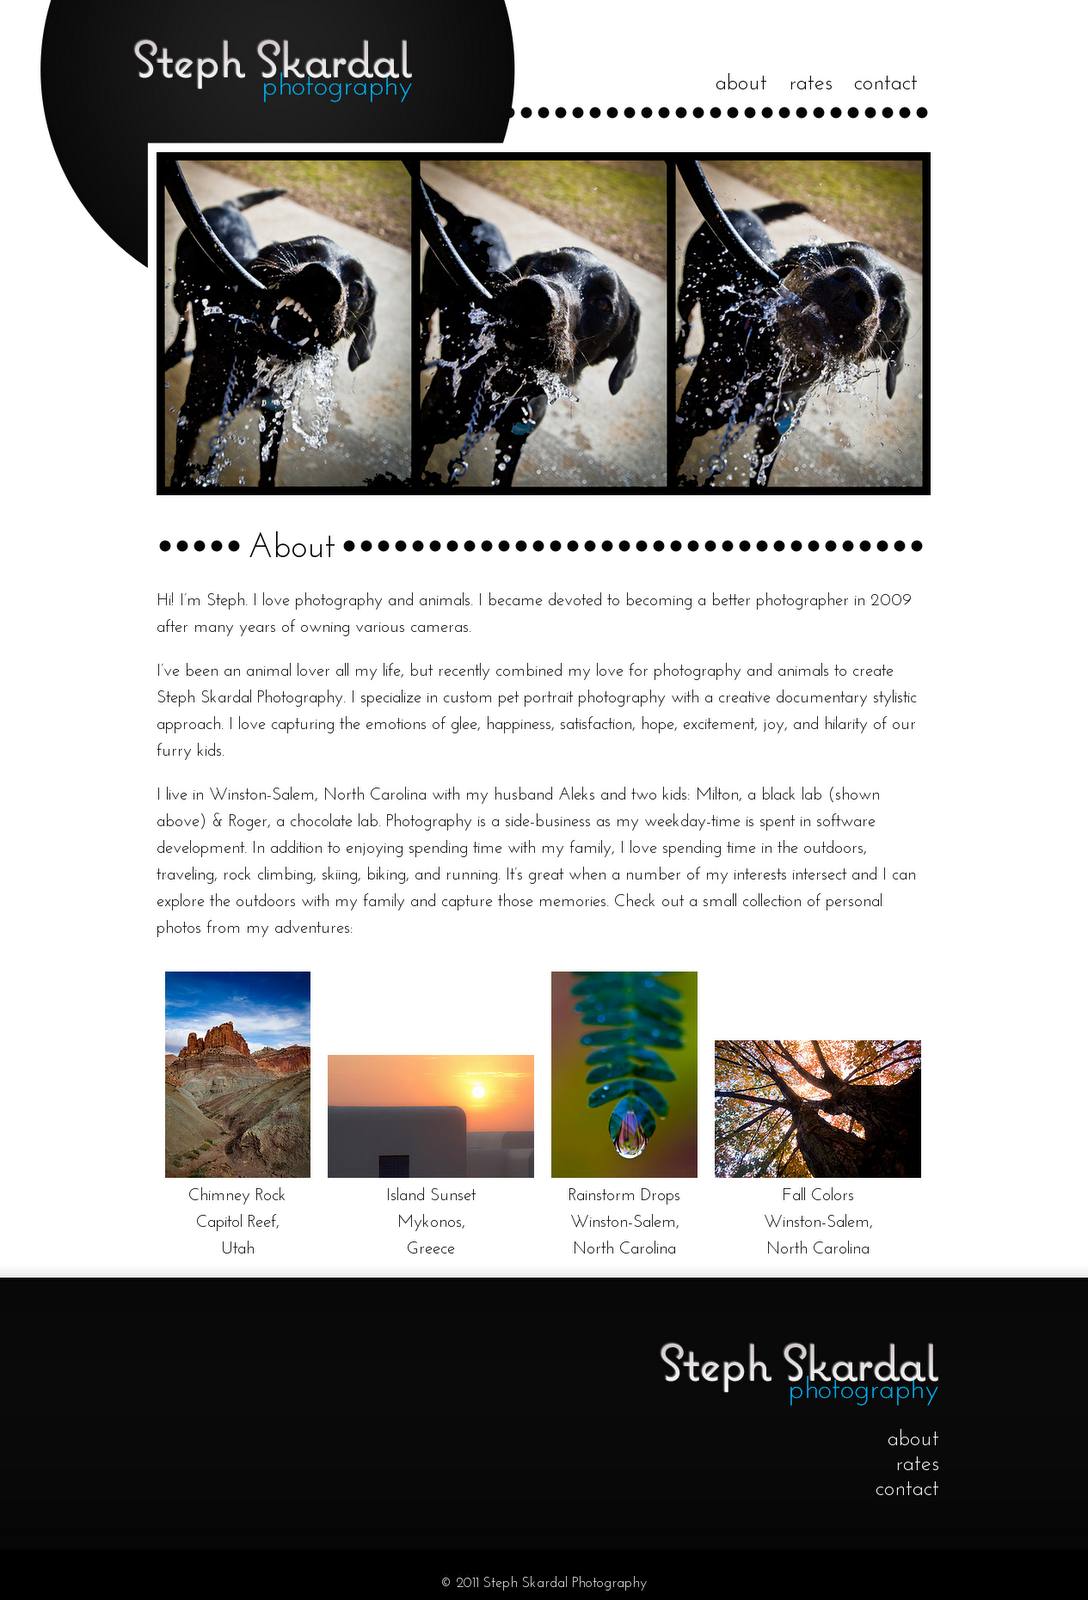 Steph Skardal
photography
about rates contact
About
Hi! I'm Steph. I love photography and animals. I became devoted to becoming a better photographer in 2009
after many years of owning various cameras.
I've been an animal lover all my life, but recently combined my love for photography and animals to create
Steph Skardal Photography. I specialize in custom pet portrait photography with a creative documentary stylistic
approach. I love capturing the emotions of glee, happiness, satisfaction, hope, excitement, joy, and hilarity of our
furry kids.
I live in Winston-Salem, North Carolina with my husband Aleks and two kids: Milton, a black lab (shown
above) & Roger, a chocolate lab. Photography is a side-business as my weekday-time is spent in software
development. In addition to enjoying spending time with my family, I love spending time in the outdoors,
traveling, rock climbing, skiing, biking, and running. It's great when a number of my interests intersect and I can
explore the outdoors with my family and capture those memories. Check out a small collection of personal
photos from my adventures:
Chimney Rock
Capitol Reef,
Utah
Island Sunset
Mykonos,
Greece
Rainstorm Drops
Winston-Salem,
North Carolina
Fall Colors
Winston-Salem,
North Carolina
Steph Skardal
photography
about
rates
contact
© 2011 Steph Skardal Photography